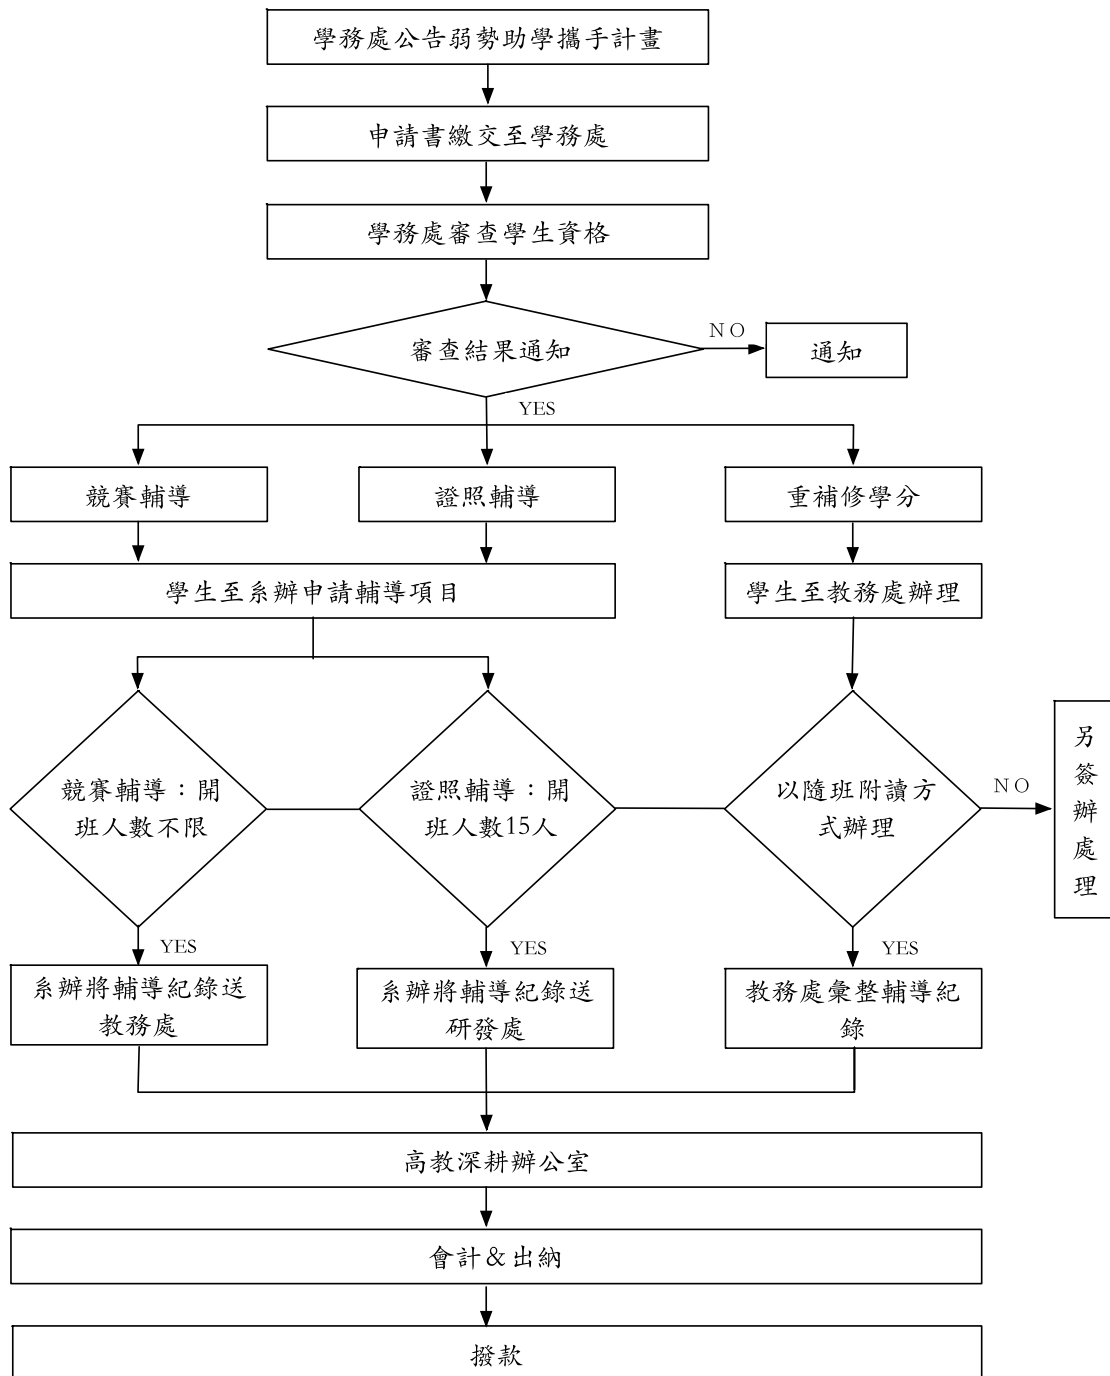 學務處公告弱勢助學攜手計畫
申請書繳交至學務處
學務處審查學生資格
審查結果通知
NO
通知
YES
競賽輔導
證照輔導
重補修學分
學生至系辦申請輔導項目
學生至教務處辦理
競賽輔導：開
班人數不限
證照輔導：開
班人數15人
以隨班附讀方
式辦理
NO
另
簽
辦
處
理
YES
YES
YES
系辦將輔導紀錄送
教務處
系辦將輔導紀錄送
研發處
教務處彙整輔導紀
錄
高教深耕辦公室
會計＆出納
撥款